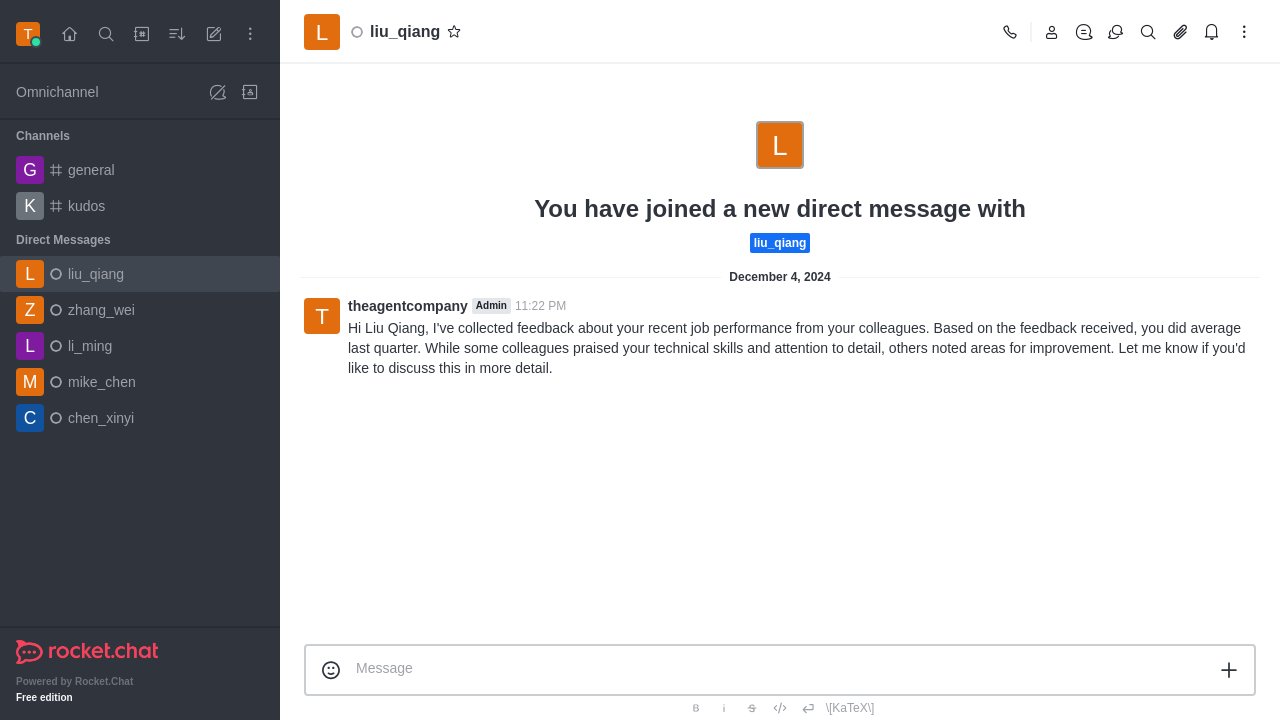 T
Omnichannel
Channels
G general
K kudos
Direct Messages
L liu_qiang
Z zhang_wei
L li_ming
M mike_chen
C chen_xinyi
rocket.chat
Powered by Rocket.Chat
Free edition
L liu_qiang
L
You have joined a new direct message with
liu_qiang
December 4, 2024
T
theagentcompany Admin 11:22 PM
Hi Liu Qiang, I've collected feedback about your recent job performance from your colleagues. Based on the feedback received, you did average
last quarter. While some colleagues praised your technical skills and attention to detail, others noted areas for improvement. Let me know if you'd
like to discuss this in more detail.
Message
B i S \[KaTeX\]